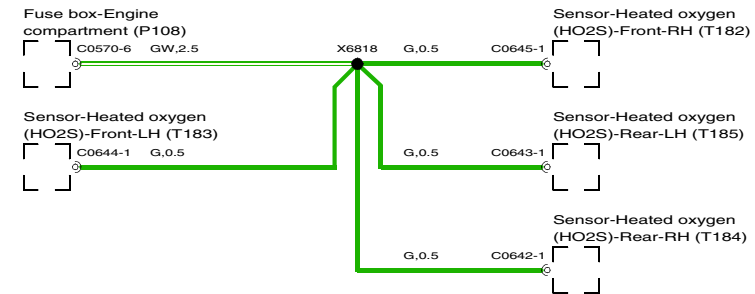 Fuse box-Engine
compartment (P108)
C0570-6 GW,2.5 X6818 G,0.5 C0645-1
Sensor-Heated oxygen
(HO2S)-Front-RH (T182)
Sensor-Heated oxygen
(HO2S)-Front-LH (T183)
C0644-1 G,0.5
Sensor-Heated oxygen
(HO2S)-Rear-LH (T185)
G,0.5 C0643-1
Sensor-Heated oxygen
(HO2S)-Rear-RH (T184)
G,0.5 C0642-1